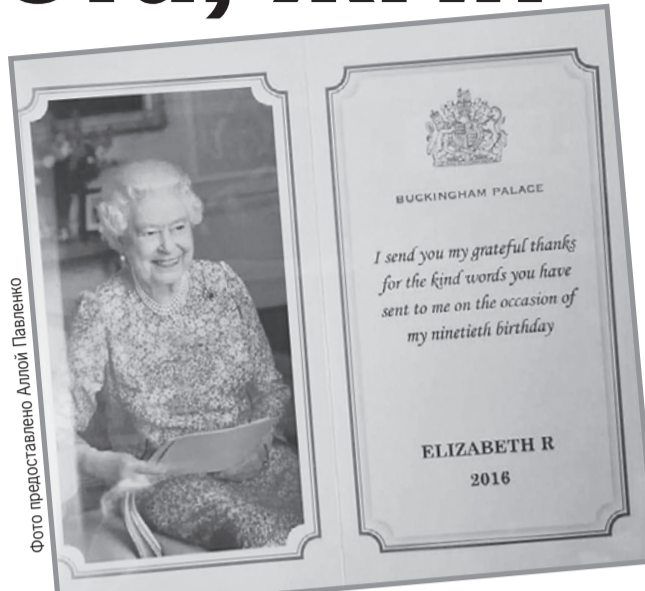 BUCKINGHAM PALACE
I send you my grateful thanks
for the kind words you have
sent to me on the occasion of
my ninetieth birthday
ELIZABETH R
2016
Фото предоставлено Аллой Павленко